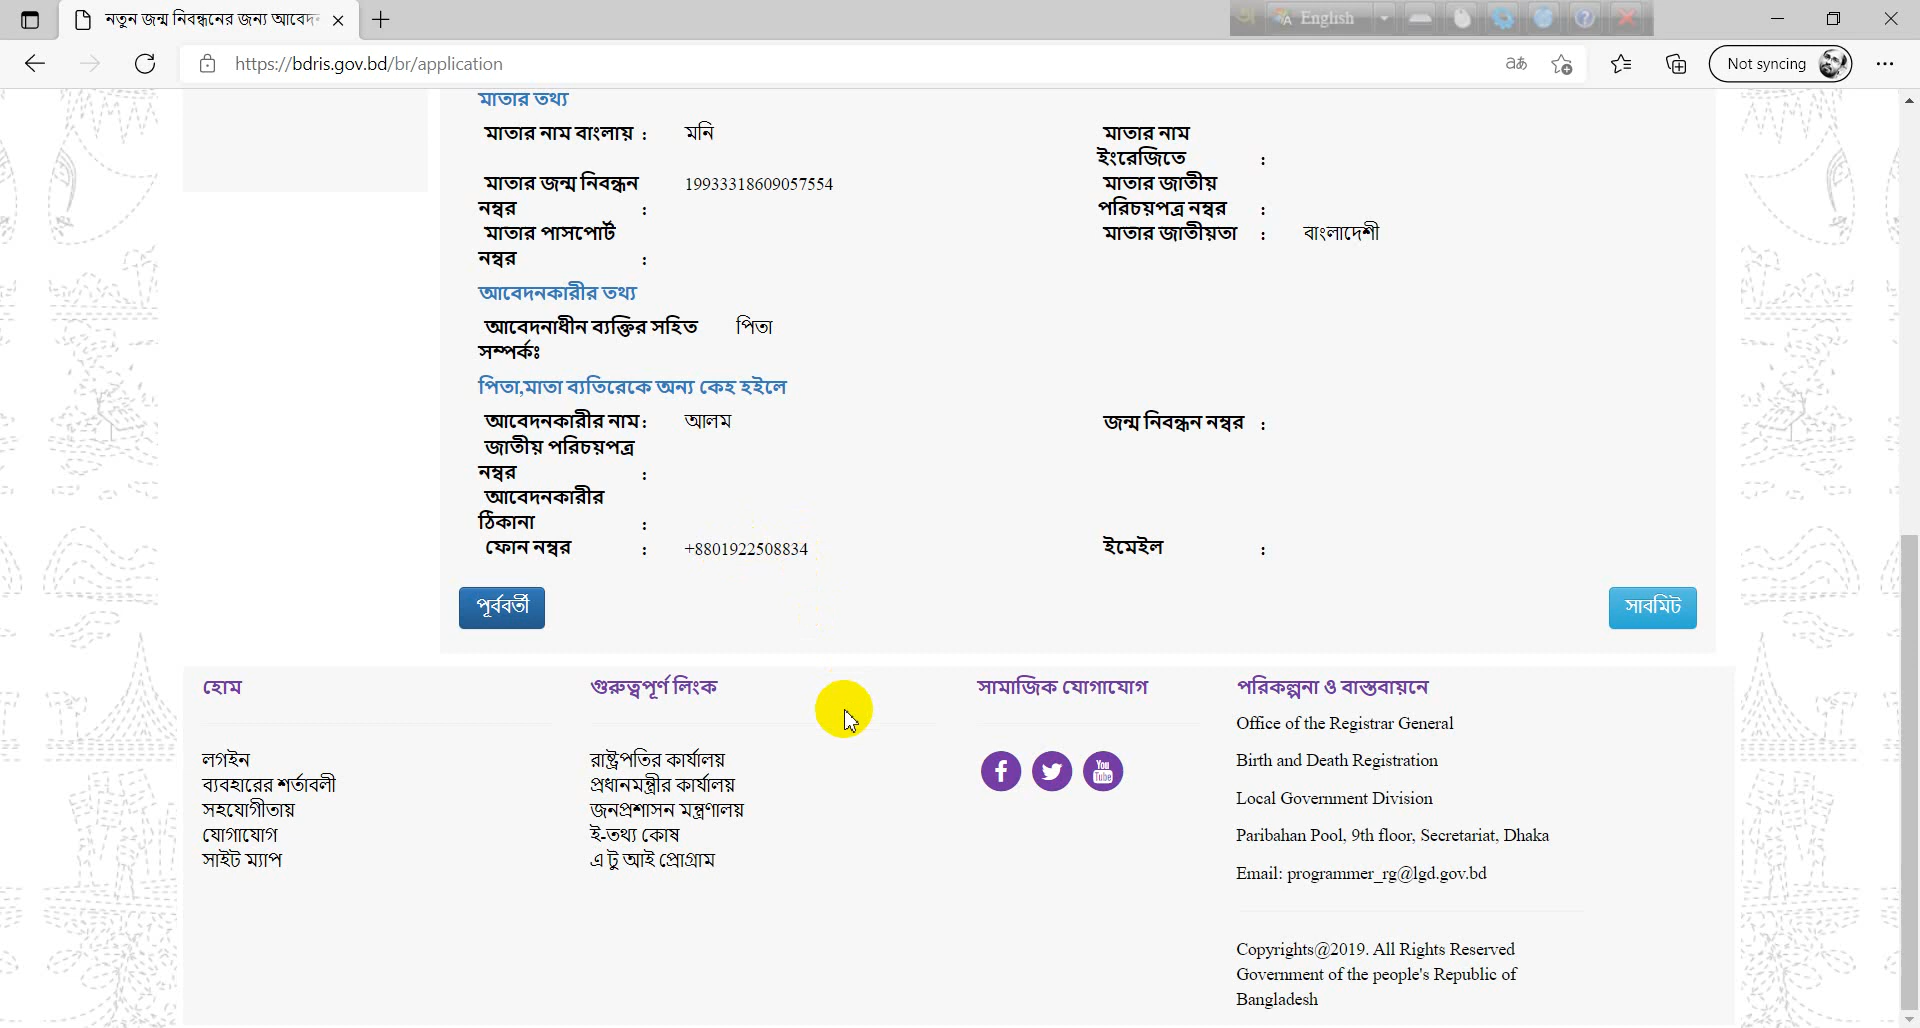 নতুন জন্ম নিবন্ধনের জন্য আবেদ
English
https://bdris.gov.bd/br/application
Not syncing
মাতার তথ্য
মাতার নাম বাংলায় : মনি
মাতার নাম
ইংরেজিতে :
মাতার জন্ম নিবন্ধন 19933318609057554
নম্বর :
মাতার জাতীয়
পরিচয়পত্র নম্বর :
মাতার পাসপোর্ট
নম্বর :
মাতার জাতীয়তা : বাংলাদেশী
আবেদনকারীর তথ্য
আবেদনাধীন ব্যক্তির সহিত পিতা
সম্পর্কঃ
পিতা,মাতা ব্যতিরেকে অন্য কেহ হইলে
আবেদনকারীর নাম : আলম
জন্ম নিবন্ধন নম্বর :
জাতীয় পরিচয়পত্র
নম্বর :
আবেদনকারীর
ঠিকানা :
ফোন নম্বর : +8801922508834
ইমেইল :
পূর্ববর্তী
সাবমিট
হোম
লগইন
ব্যবহারের শর্তাবলী
সহযোগীতায়
যোগাযোগ
সাইট ম্যাপ
গুরুত্বপূর্ণ লিংক
রাষ্ট্রপতির কার্যালয়
প্রধানমন্ত্রীর কার্যালয়
জনপ্রশাসন মন্ত্রণালয়
ই-তথ্য কোষ
এ টু আই প্রোগ্রাম
সামাজিক যোগাযোগ
You
Tube
পরিকল্পনা ও বাস্তবায়নে
Office of the Registrar General
Birth and Death Registration
Local Government Division
Paribahan Pool, 9th floor, Secretariat, Dhaka
Email: programmer_rg@lgd.gov.bd
Copyrights@2019. All Rights Reserved
Government of the people's Republic of
Bangladesh